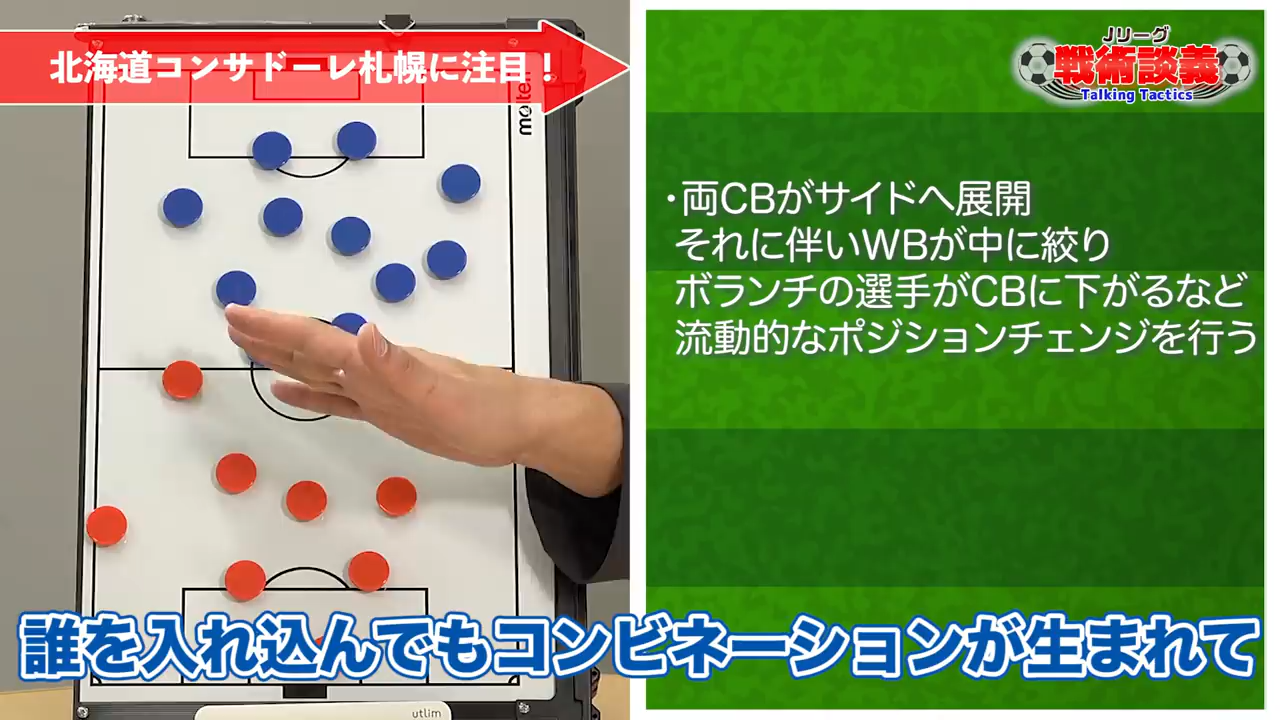 北海道コンサドーレ札幌に注目！
molten
Jリーグ
戦術談義
Talking Tactics
・両CBがサイドへ展開
それに伴いWBが中に絞り
ボランチの選手がCBに下がるなど
流動的なポジションチェンジを行う
誰を入れ込んでもコンビネーションが生まれて
utlim